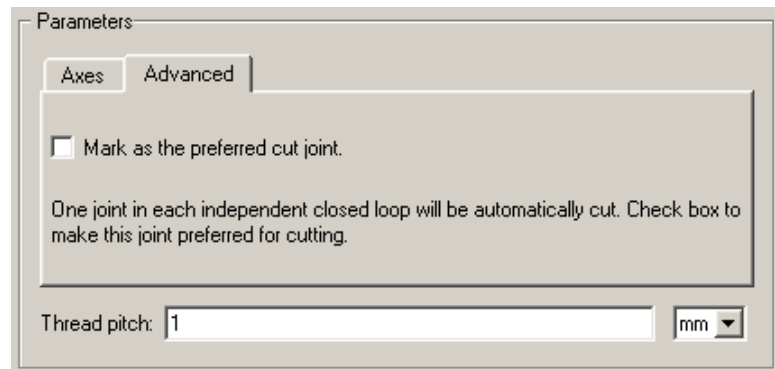 Parameters
Axes Advanced
Mark as the preferred cut joint.
One joint in each independent closed loop will be automatically cut. Check box to
make this joint preferred for cutting.
Thread pitch: 1 mm